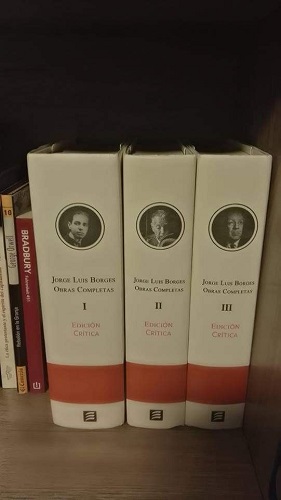 Jorge Luis Borges
Obras Completas
I
Edición
Crítica
Jorge Luis Borges
Obras Completas
II
Edición
Crítica
Jorge Luis Borges
Obras Completas
III
Edición
Crítica
BRADBURY
16